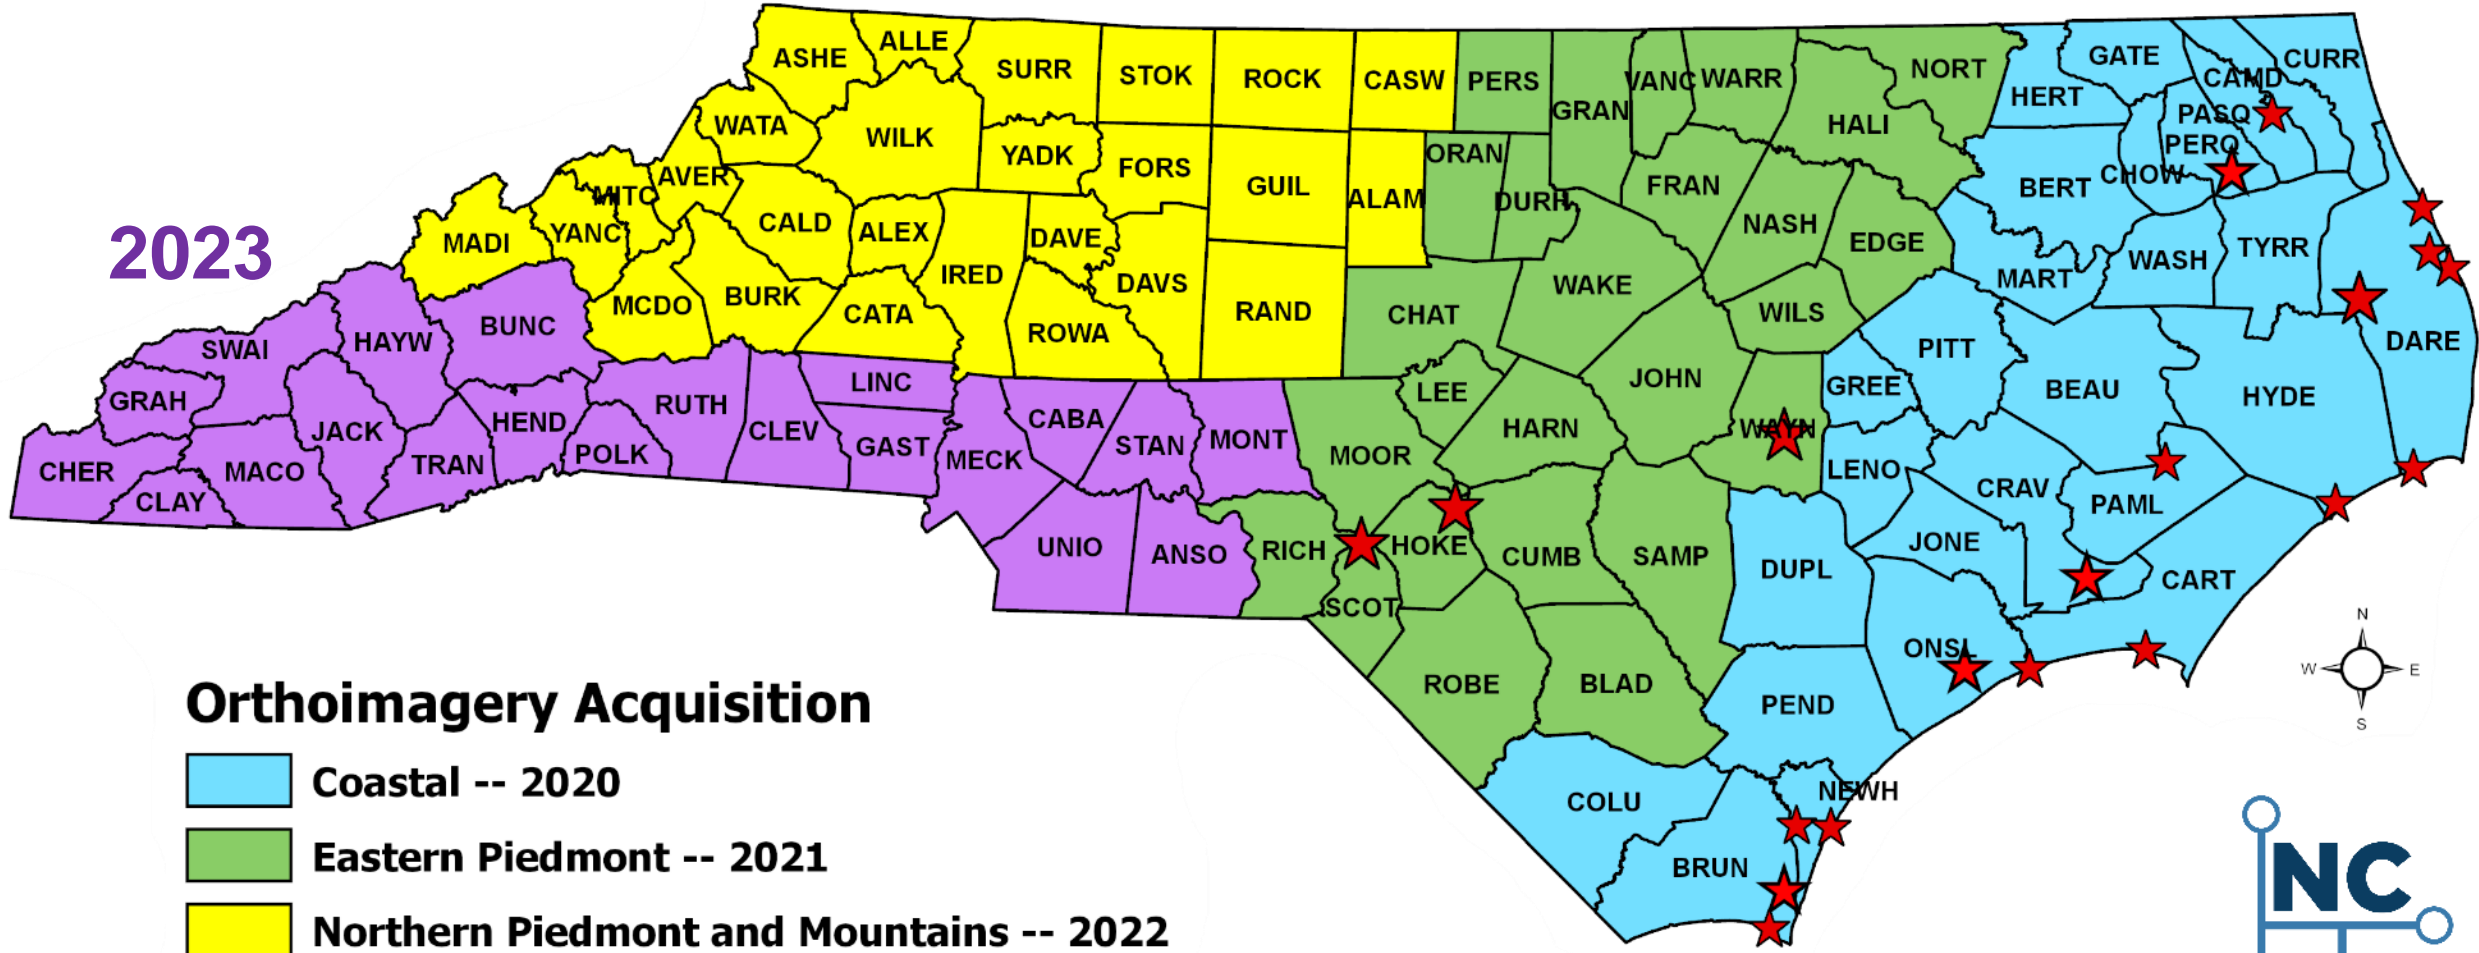 ASHE ALLE SURR STOK ROCK CASW PERS GRAN VANC WARR HALI NORT HERT GATE CAMD CURR
WATA WILK YADK FORS GUIL ALAM ORAN DURH FRAN NASH EDGE BERT CHOW PERQ PASQ
MADI YANC MITC AVER CALD ALEX IRED DAVE DAVS RAND CHAT WAKE WILS MART WASH TYRR DARE
2023
MCDO BURK CATA ROWA
SWAI HAYW BUNC LINC LEE JOHN GREE PITT BEAU HYDE
GRAH JACK HEND POLK RUTH CLEV GAST MECK CABA STAN MONT MOOR HARN WAYN LENO CRAV PAML
CHER CLAY MACO TRAN
UNIO ANSO RICH HOKE SCOT CUMB SAMP DUPL JONE CART
ROBE BLAD PEND ONSL
COLU BRUN NEWH
N
W E
S
Orthoimagery Acquisition
Coastal -- 2020
Eastern Piedmont -- 2021
Northern Piedmont and Mountains -- 2022
NC